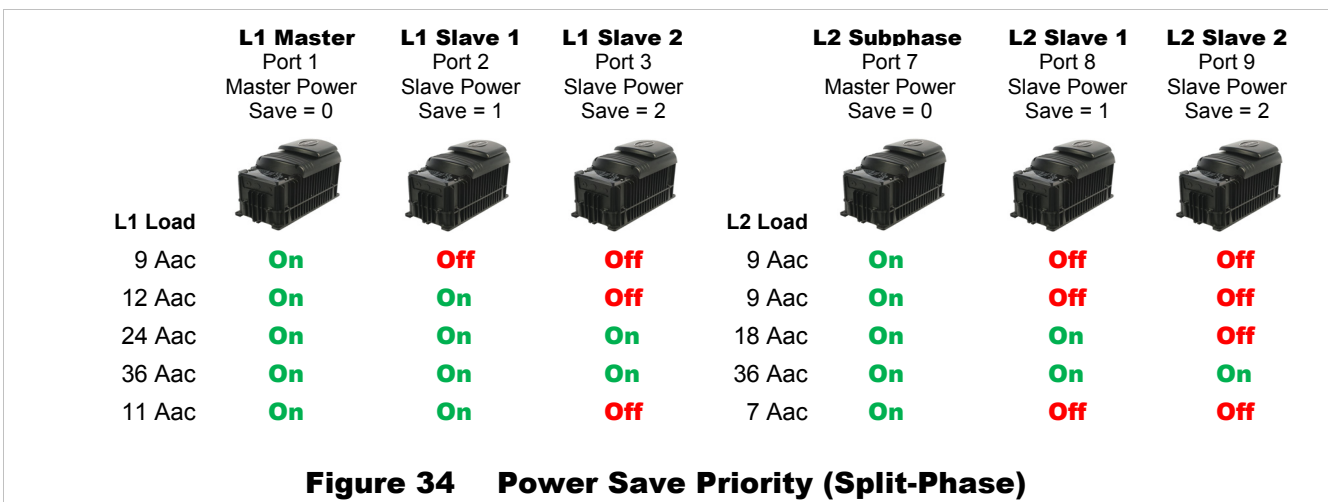 L1 Master L1 Slave 1 L1 Slave 2 L2 Subphase L2 Slave 1 L2 Slave 2
Port 1 Port 2 Port 3 Port 7 Port 8 Port 9
Master Power Slave Power Slave Power Master Power Slave Power Slave Power
Save = 0 Save = 1 Save = 2 Save = 0 Save = 1 Save = 2
L1 Load L2 Load
9 Aac On Off Off 9 Aac On Off Off
12 Aac On On Off 9 Aac On Off Off
24 Aac On On On 18 Aac On On Off
36 Aac On On On 36 Aac On On On
11 Aac On On Off 7 Aac On Off Off
Figure 34 Power Save Priority (Split-Phase)